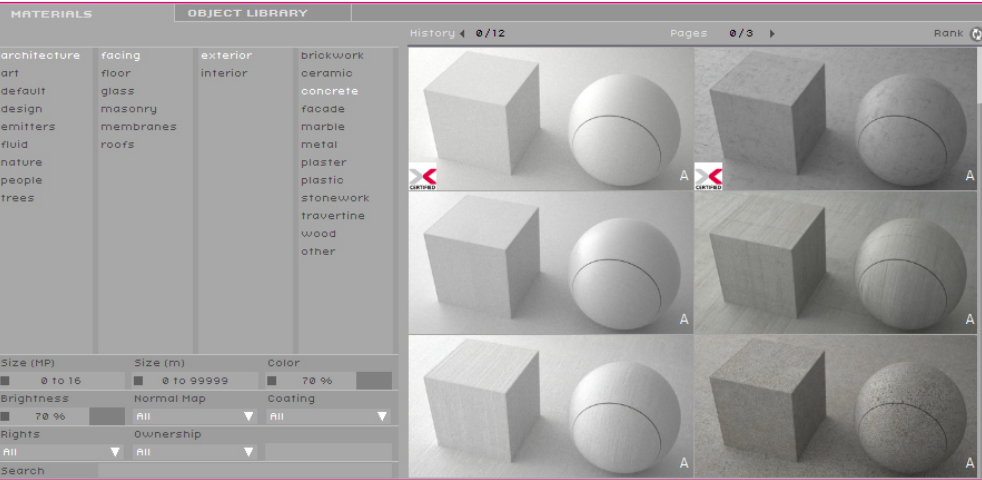 MATERIALS
OBJECT LIBRARY
History 0/12
Pages 0/3
Rank
architecture
art
default
design
emitters
fluid
nature
people
trees
facing
floor
glass
masonry
membranes
roofs
exterior
interior
brickwork
ceramic
concrete
facade
marble
metal
plaster
plastic
stonework
travertine
wood
other
Size (MP)
Size (m)
Color
0 to 16
0 to 99999
70 %
Brightness
Normal Map
Coating
70 %
All
All
Rights
Ownership
All
All
Search
A
CERTIFIED
A
CERTIFIED
A
A
A
A